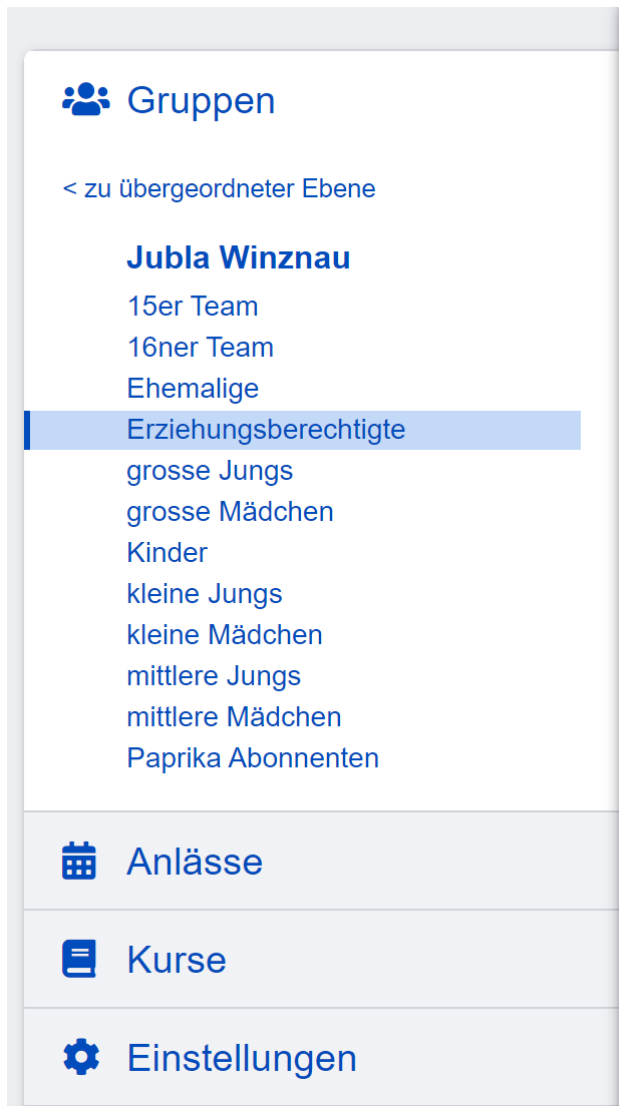 Gruppen
< zu übergeordneter Ebene
Jubla Winznau
15er Team
16ner Team
Ehemalige
Erziehungsberechtigte
grosse Jungs
grosse Mädchen
Kinder
kleine Jungs
kleine Mädchen
mittlere Jungs
mittlere Mädchen
Paprika Abonnenten
Anlässe
Kurse
Einstellungen